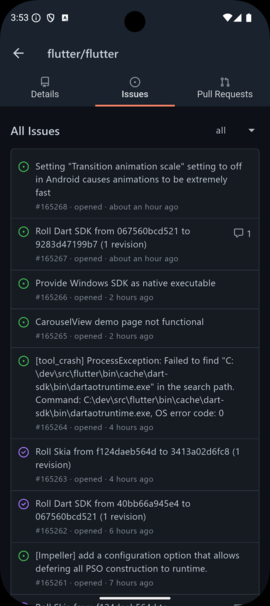 3:53
flutter/flutter
Details
Issues
Pull Requests
All Issues
all
Setting "Transition animation scale" setting to off
in Android causes animations to be extremely
fast
#165268 · opened · about an hour ago
Roll Dart SDK from 067560bcd521 to
9283d47199b7 (1 revision)
1
#165267 · opened · about an hour ago
Provide Windows SDK as native executable
#165266 · opened · 2 hours ago
CarouselView demo page not functional
#165265 · opened · 2 hours ago
[tool_crash] ProcessException: Failed to find "C:
\dev\src\flutter\bin\cache\dart-
sdk\bin\dartaotruntime.exe" in the search path.
Command: C:\dev\src\flutter\bin\cache\dart-
sdk\bin\dartaotruntime.exe, OS error code: 0
#165264 · opened · 4 hours ago
Roll Skia from f124daeb564d to 3413a02d6fc8 (1
revision)
#165263 · opened · 4 hours ago
Roll Dart SDK from 40bb66a945e4 to
067560bcd521 (1 revision)
#165262 · opened · 6 hours ago
[Impeller] add a configuration option that allows
defering all PSO construction to runtime.
#165261 · opened · 7 hours ago